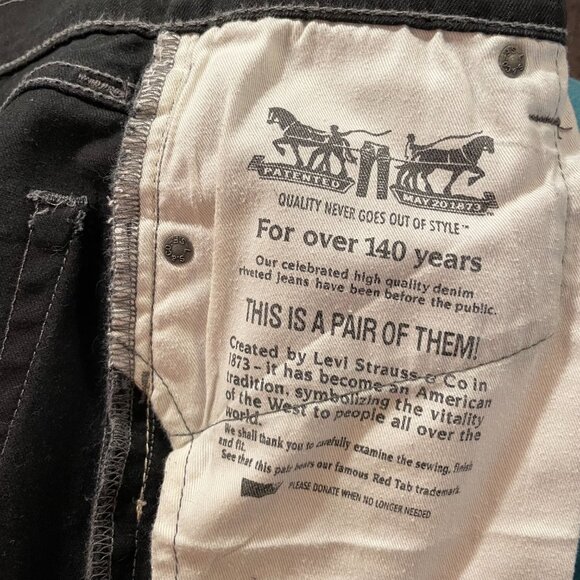 PATENTED
MAY 20 1873
QUALITY NEVER GOES OUT OF STYLE™
For over 140 years
Our celebrated high quality denim
riveted jeans have been before the public.
THIS IS A PAIR OF THEM!
Created by Levi Strauss & Co in
1873 – it has become an American
tradition, symbolizing the vitality
of the West to people all over the
world.
We shall thank you to carefully examine the sewing, finish
and fit.
See that this pair bears our famous Red Tab trademark
PLEASE DONATE WHEN NO LONGER NEEDED